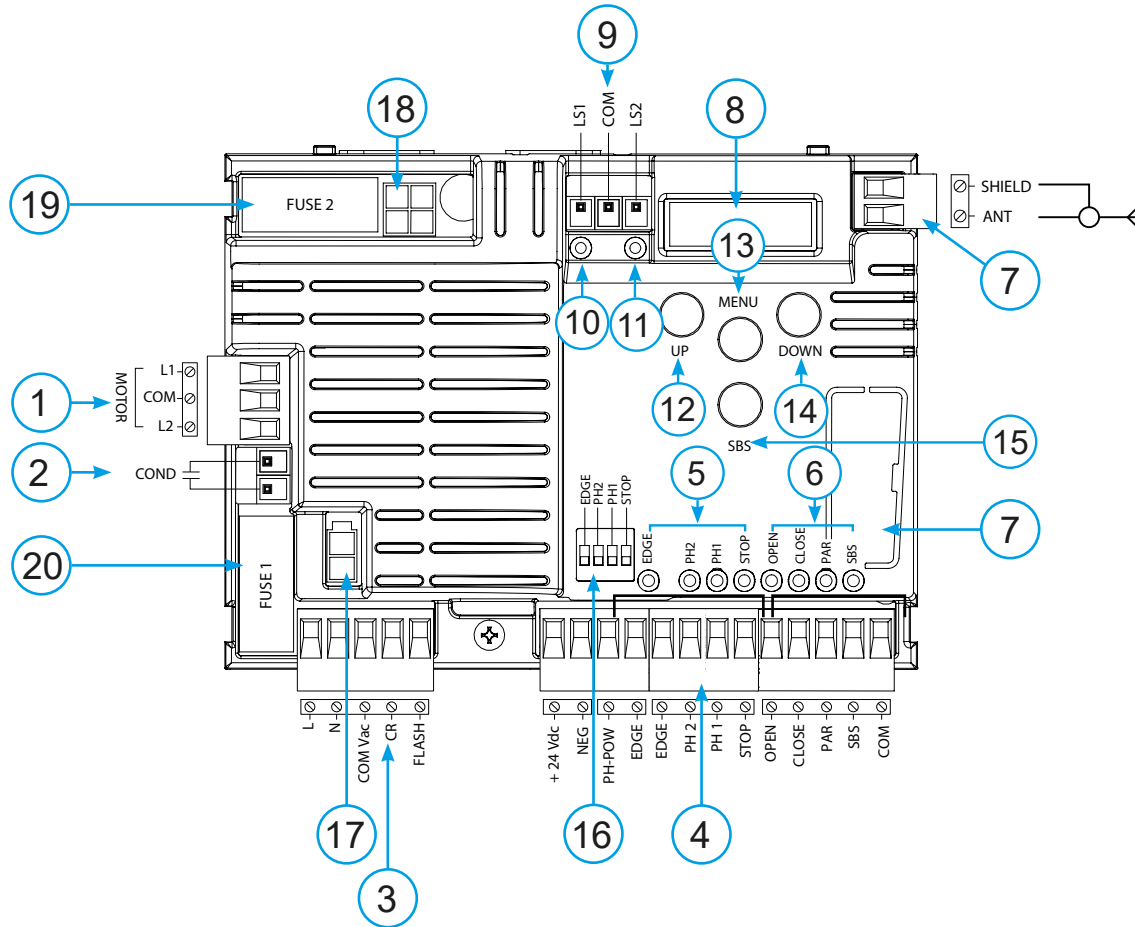 9
LS1
COM
LS2
18
8
19
FUSE 2
SHIELD
ANT
13
7
10
11
MENU
UP
DOWN
12
14
SBS
15
1
MOTOR
L1
COM
L2
2
COND
5
6
7
EDGE
PH2
PH1
STOP
EDGE
PH2
PH1
STOP
OPEN
CLOSE
PAR
SBS
20
FUSE 1
L
N
COM Vac
CR
FLASH
+ 24 Vdc
NEG
PH-POW
EDGE
EDGE
PH 2
PH 1
STOP
OPEN
CLOSE
PAR
SBS
COM
17
16
4
3